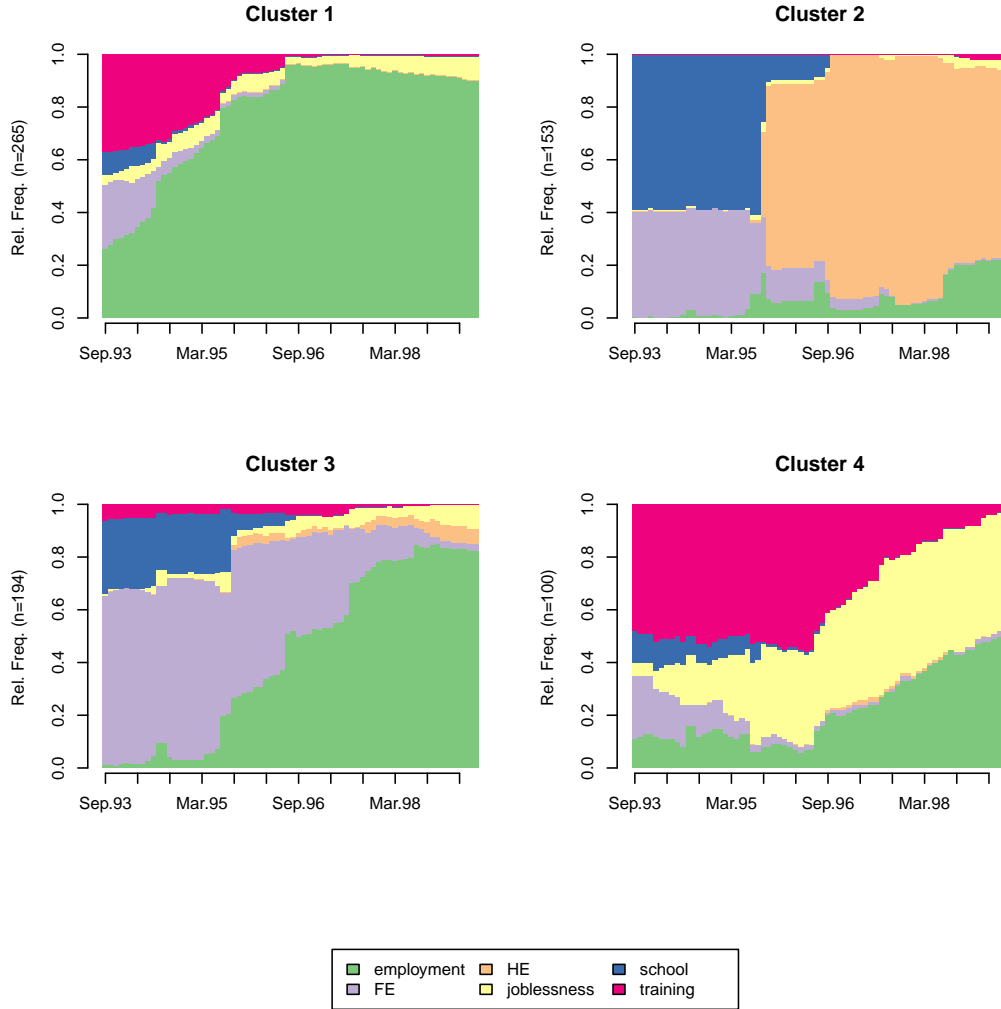 Cluster 1
Rel. Freq. (n=265)
0.0 0.2 0.4 0.6 0.8 1.0
Sep.93 Mar.95 Sep.96 Mar.98
Cluster 2
Rel. Freq. (n=153)
0.0 0.2 0.4 0.6 0.8 1.0
Sep.93 Mar.95 Sep.96 Mar.98
Cluster 3
Rel. Freq. (n=194)
0.0 0.2 0.4 0.6 0.8 1.0
Sep.93 Mar.95 Sep.96 Mar.98
Cluster 4
Rel. Freq. (n=100)
0.0 0.2 0.4 0.6 0.8 1.0
Sep.93 Mar.95 Sep.96 Mar.98
employment HE school
FE joblessness training